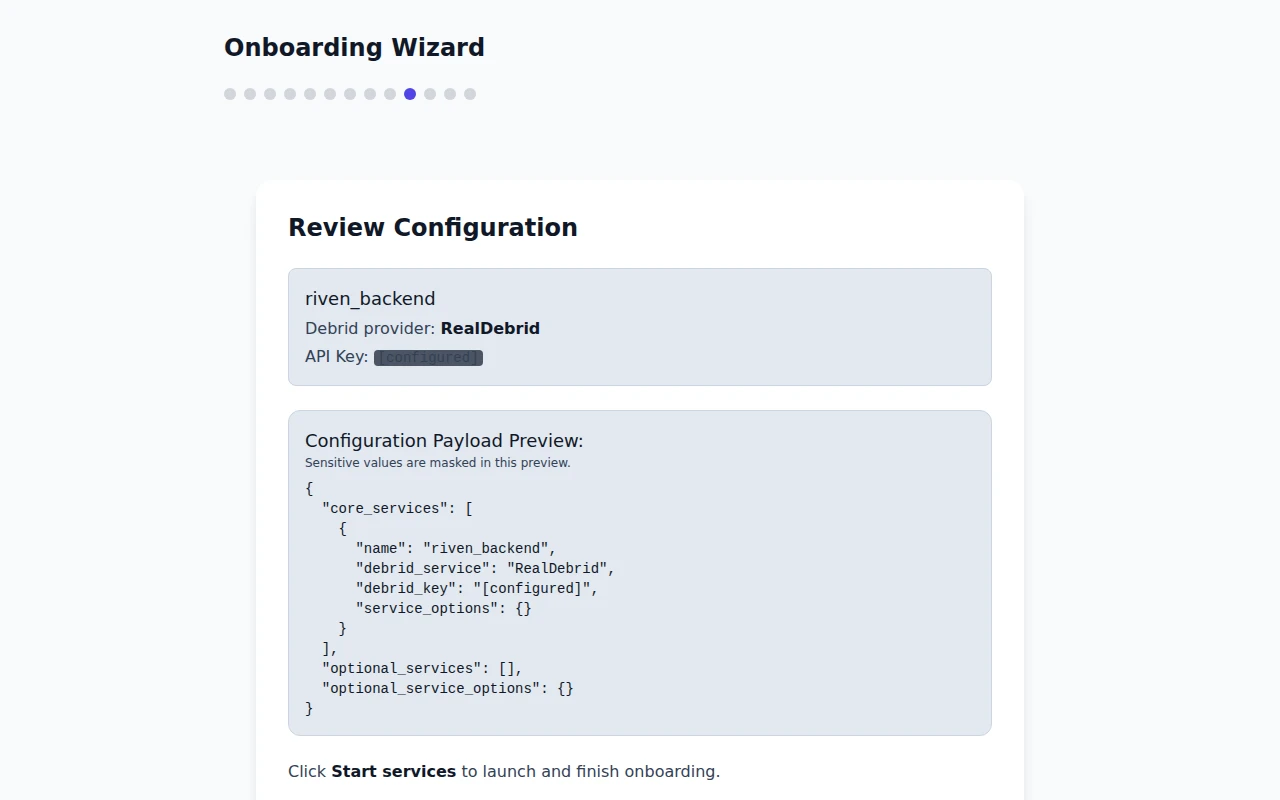 Onboarding Wizard
Review Configuration
riven_backend
Debrid provider: RealDebrid
API Key: [configured]
Configuration Payload Preview:
Sensitive values are masked in this preview.
{
  "core_services": [
    {
      "name": "riven_backend",
      "debrid_service": "RealDebrid",
      "debrid_key": "[configured]",
      "service_options": {}
    }
  ],
  "optional_services": [],
  "optional_service_options": {}
}
Click Start services to launch and finish onboarding.